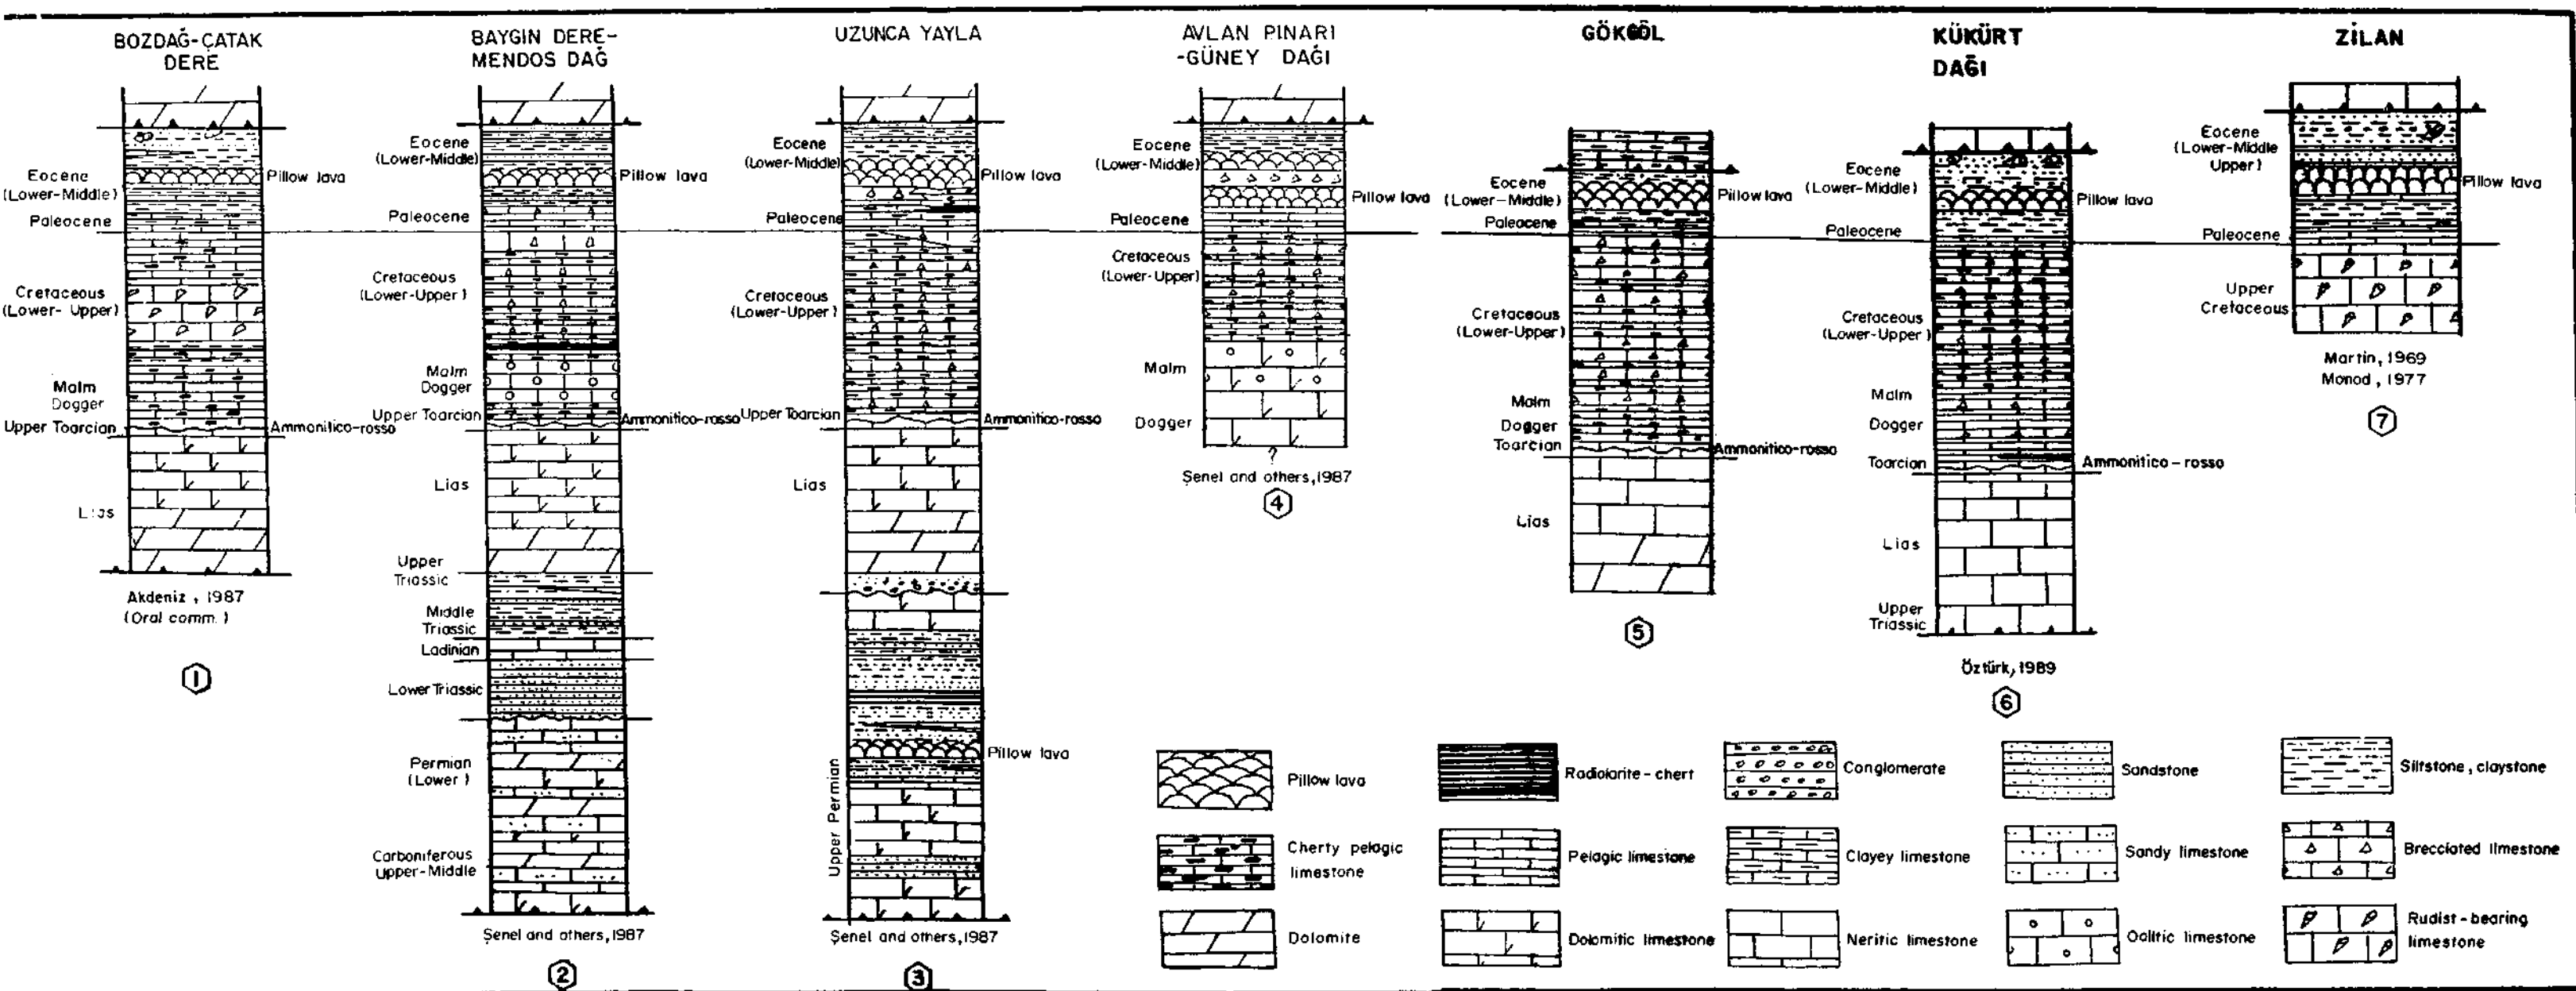 BOZDAĞ-ÇATAK
DERE
Eocene
(Lower-Middle)
Paleocene
Cretaceous
(Lower- Upper)
Malm
Dogger
Upper Toarcian
Lias
Pillow lava
Ammonitico-rosso
Akdeniz, 1987
(Oral comm.)
1
BAYGIN DERE-
MENDOS DAĞ
Eocene
(Lower-Middle)
Paleocene
Cretaceous
(Lower-Upper)
Malm
Dogger
Upper Toarcian
Lias
Upper
Triassic
Middle
Triassic
Ladinian
Lower Triassic
Permian
(Lower)
Carboniferous
Upper-Middle
Pillow lava
Ammonitico-rosso
Şenel and others,1987
2
UZUNCA YAYLA
Eocene
(Lower-Middle)
Paleocene
Cretaceous
(Lower-Upper)
Upper Toarcian
Lias
Upper Permian
Pillow lava
Ammonitico-rosso
Pillow lava
Şenel and others,1987
3
AVLAN PINARI
-GÜNEY DAĞI
Eocene
(Lower-Middle)
Paleocene
Cretaceous
(Lower-Upper)
Malm
Dogger
Pillow lava
?
Şenel and others,1987
4
GÖKGÖL
Eocene
(Lower-Middle)
Paleocene
Cretaceous
(Lower-Upper)
Malm
Dogger
Toarcian
Lias
Pillow lava
Ammonitico-rosso
5
KÜKÜRT
DAĞI
Eocene
(Lower-Middle)
Paleocene
Cretaceous
(Lower-Upper)
Malm
Dogger
Toarcian
Lias
Upper
Triassic
Pillow lava
Ammonitico-rosso
Öztürk,1989
6
ZİLAN
Eocene
(Lower-Middle
Upper)
Paleocene
Upper
Cretaceous
Pillow lava
Martin, 1969
Monod, 1977
7
Pillow lava
Radiolarite-chert
Conglomerate
Sandstone
Siltstone, claystone
Cherty pelagic
limestone
Pelagic limestone
Clayey limestone
Sandy limestone
Brecciated limestone
Dolomite
Dolomitic limestone
Neritic limestone
Oolitic limestone
Rudist-bearing
limestone